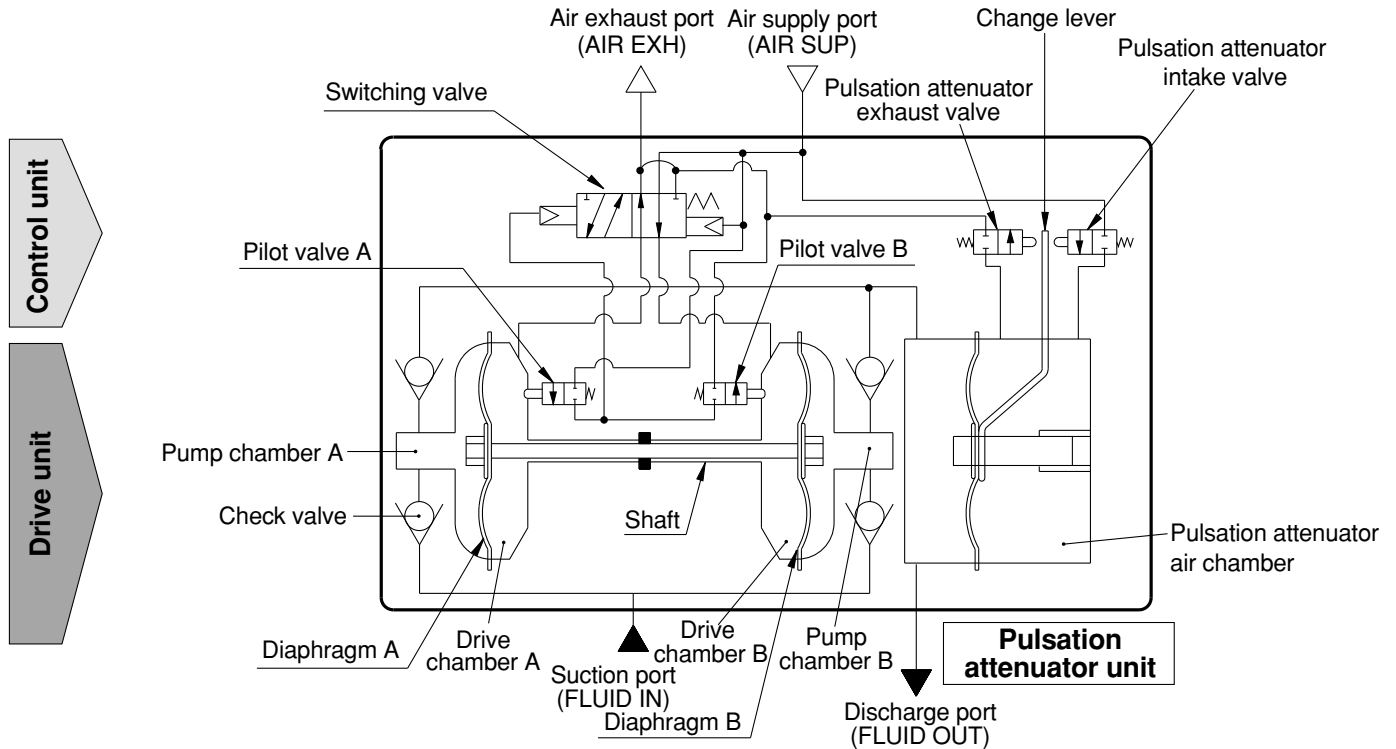 Air exhaust port
(AIR EXH)
Air supply port
(AIR SUP)
Change lever
Pulsation attenuator
intake valve
Pulsation attenuator
exhaust valve
Switching valve
Control unit
Pilot valve A
Pilot valve B
Drive unit
Pump chamber A
Check valve
Shaft
Pulsation attenuator
air chamber
Diaphragm A
Drive
chamber A
Suction port
(FLUID IN)
Drive
chamber B
Diaphragm B
Pump
chamber B
Pulsation
attenuator unit
Discharge port
(FLUID OUT)